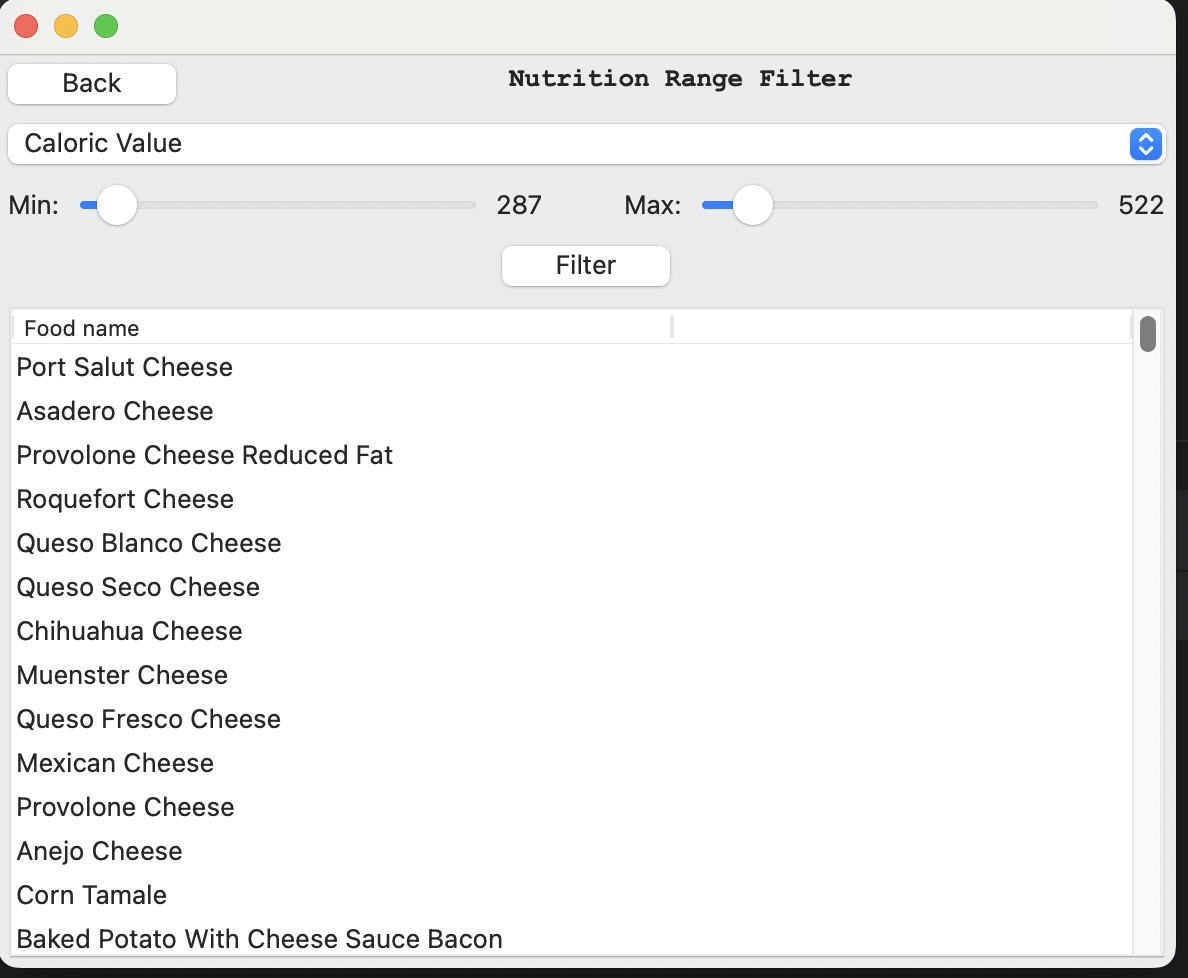 Back
Nutrition Range Filter
Caloric Value
Min: 287 Max: 522
Filter
Food name
Port Salut Cheese
Asadero Cheese
Provolone Cheese Reduced Fat
Roquefort Cheese
Queso Blanco Cheese
Queso Seco Cheese
Chihuahua Cheese
Muenster Cheese
Queso Fresco Cheese
Mexican Cheese
Provolone Cheese
Anejo Cheese
Corn Tamale
Baked Potato With Cheese Sauce Bacon